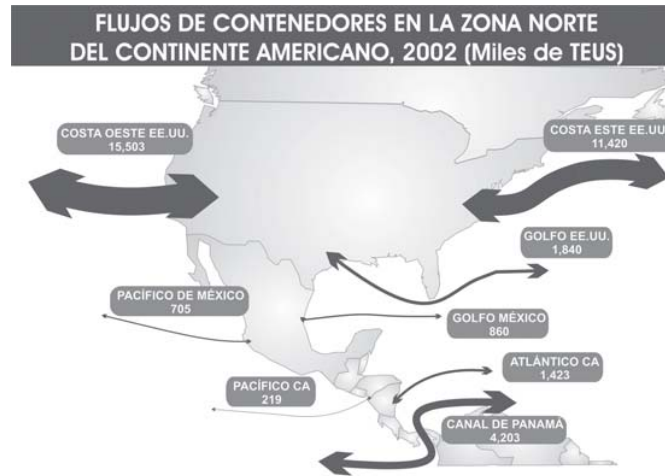 FLUJOS DE CONTENEDORES EN LA ZONA NORTE
DEL CONTINENTE AMERICANO, 2002 (Miles de TEUS)
COSTA OESTE EE.UU.
15,503
COSTA ESTE EE.UU
11,420
GOLFO EE.UU.
1,840
PACÍFICO DE MÉXICO
705
GOLFO MÉXICO
860
ATLÁNTICO CA
1,423
PACÍFICO CA
219
CANAL DE PANAMÁ
4,203